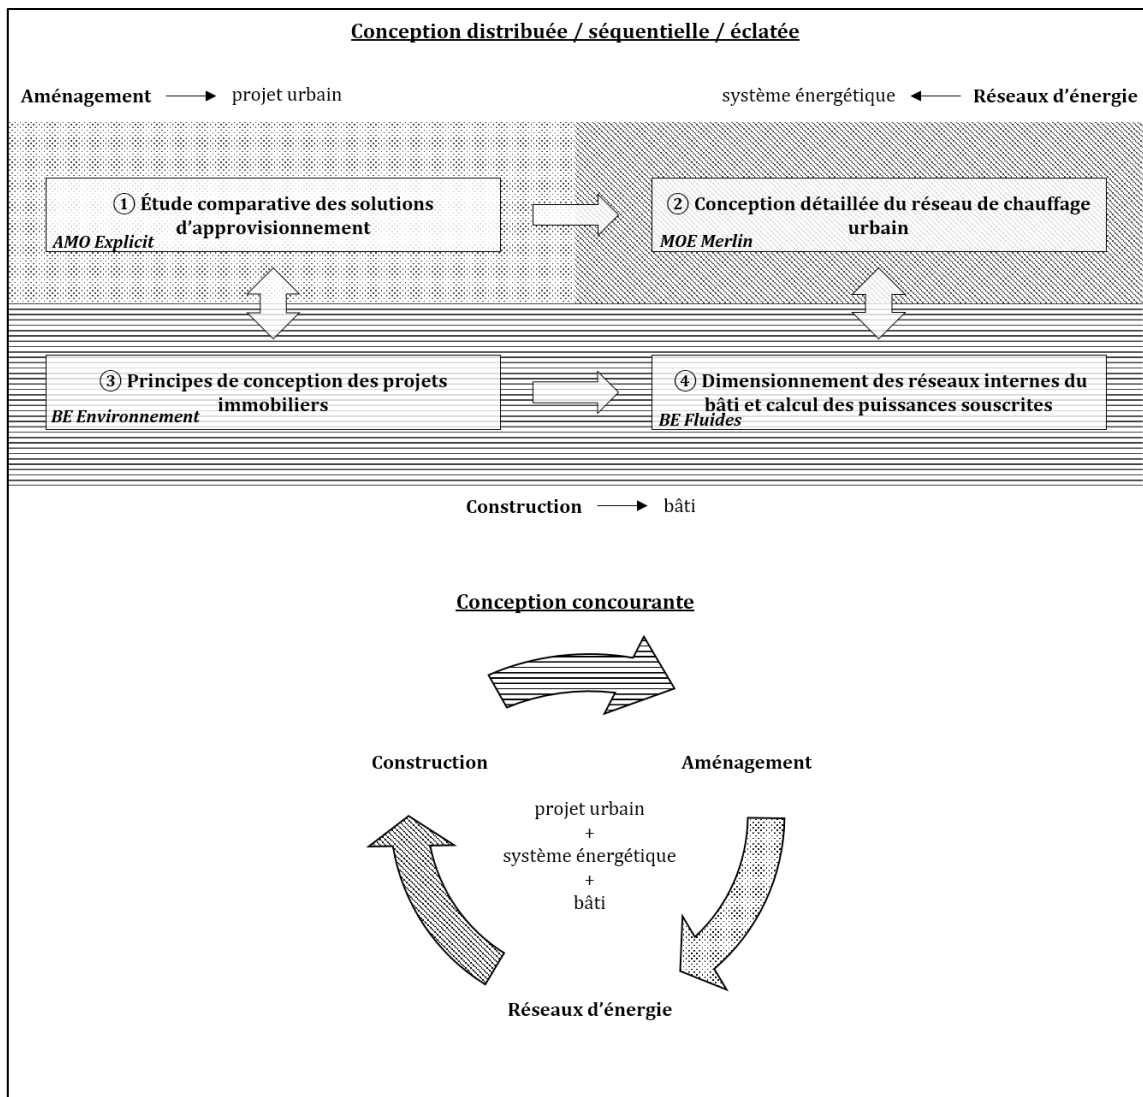 Conception distribuée / séquentielle / éclatée
Aménagement projet urbain
système énergétique Réseaux d'énergie
① Étude comparative des solutions
d'approvisionnement
AMO Explicit
② Conception détaillée du réseau de chauffage
urbain
MOE Merlin
③ Principes de conception des projets
immobiliers
BE Environnement
④ Dimensionnement des réseaux internes du
bâti et calcul des puissances souscrites
BE Fluides
Construction bâti
Conception concourante
Construction
Aménagement
projet urbain
+
système énergétique
+
bâti
Réseaux d'énergie